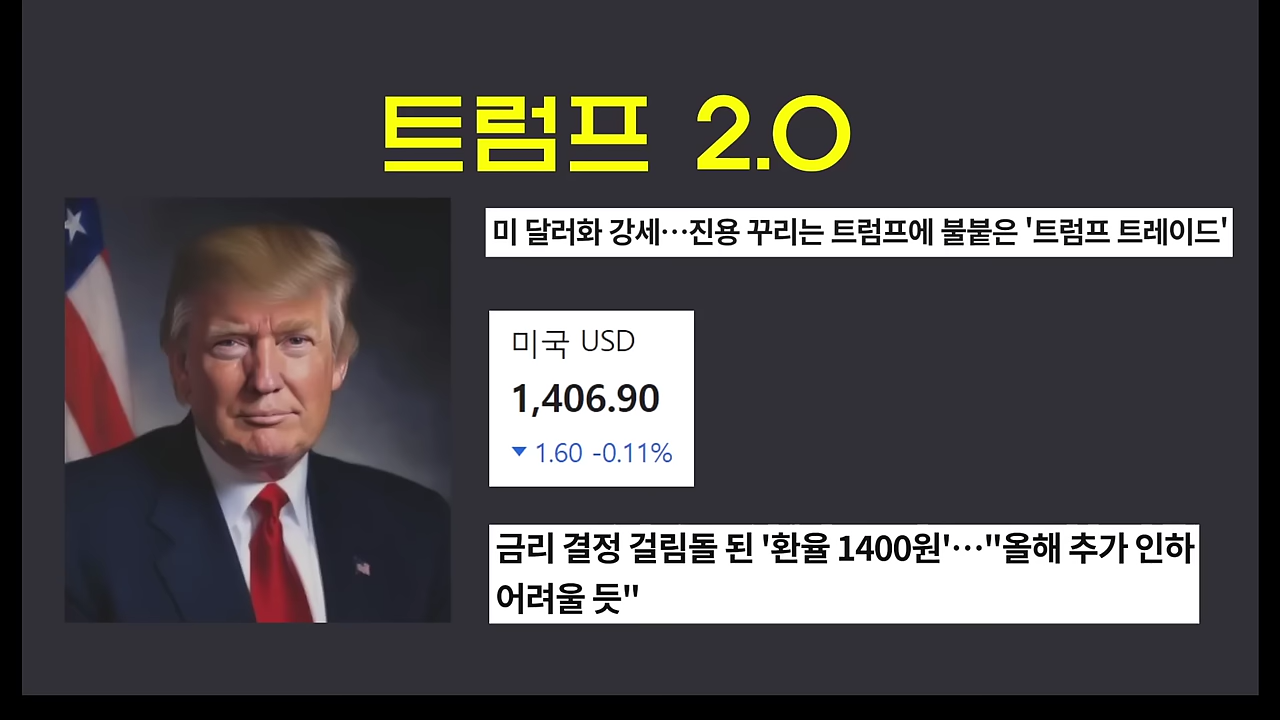 트럼프 2.0
미 달러화 강세…진용 꾸리는 트럼프에 불붙은 '트럼프 트레이드'
미국 USD
1,406.90
▼ 1.60 -0.11%
금리 결정 걸림돌 된 '환율 1400원'…"올해 추가 인하
어려울 듯"